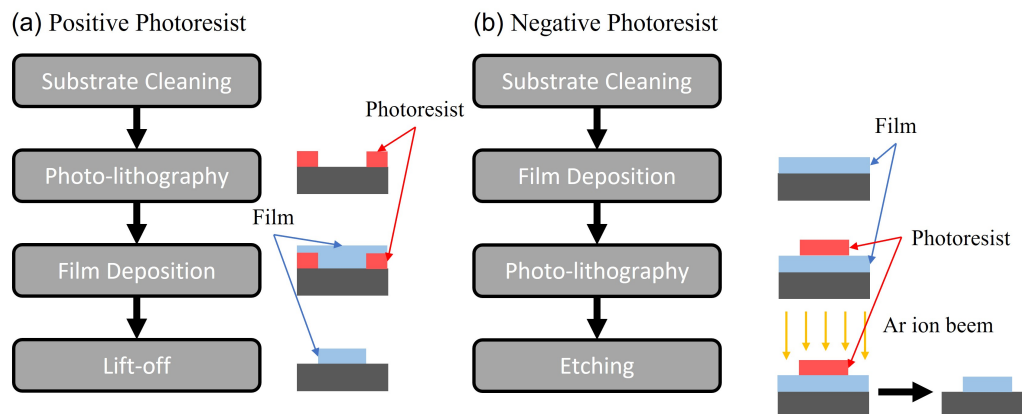 (a) Positive Photoresist
Substrate Cleaning
Photo-lithography
Film Deposition
Lift-off
Photoresist
Film
(b) Negative Photoresist
Substrate Cleaning
Film Deposition
Photo-lithography
Etching
Film
Photoresist
Ar ion beem